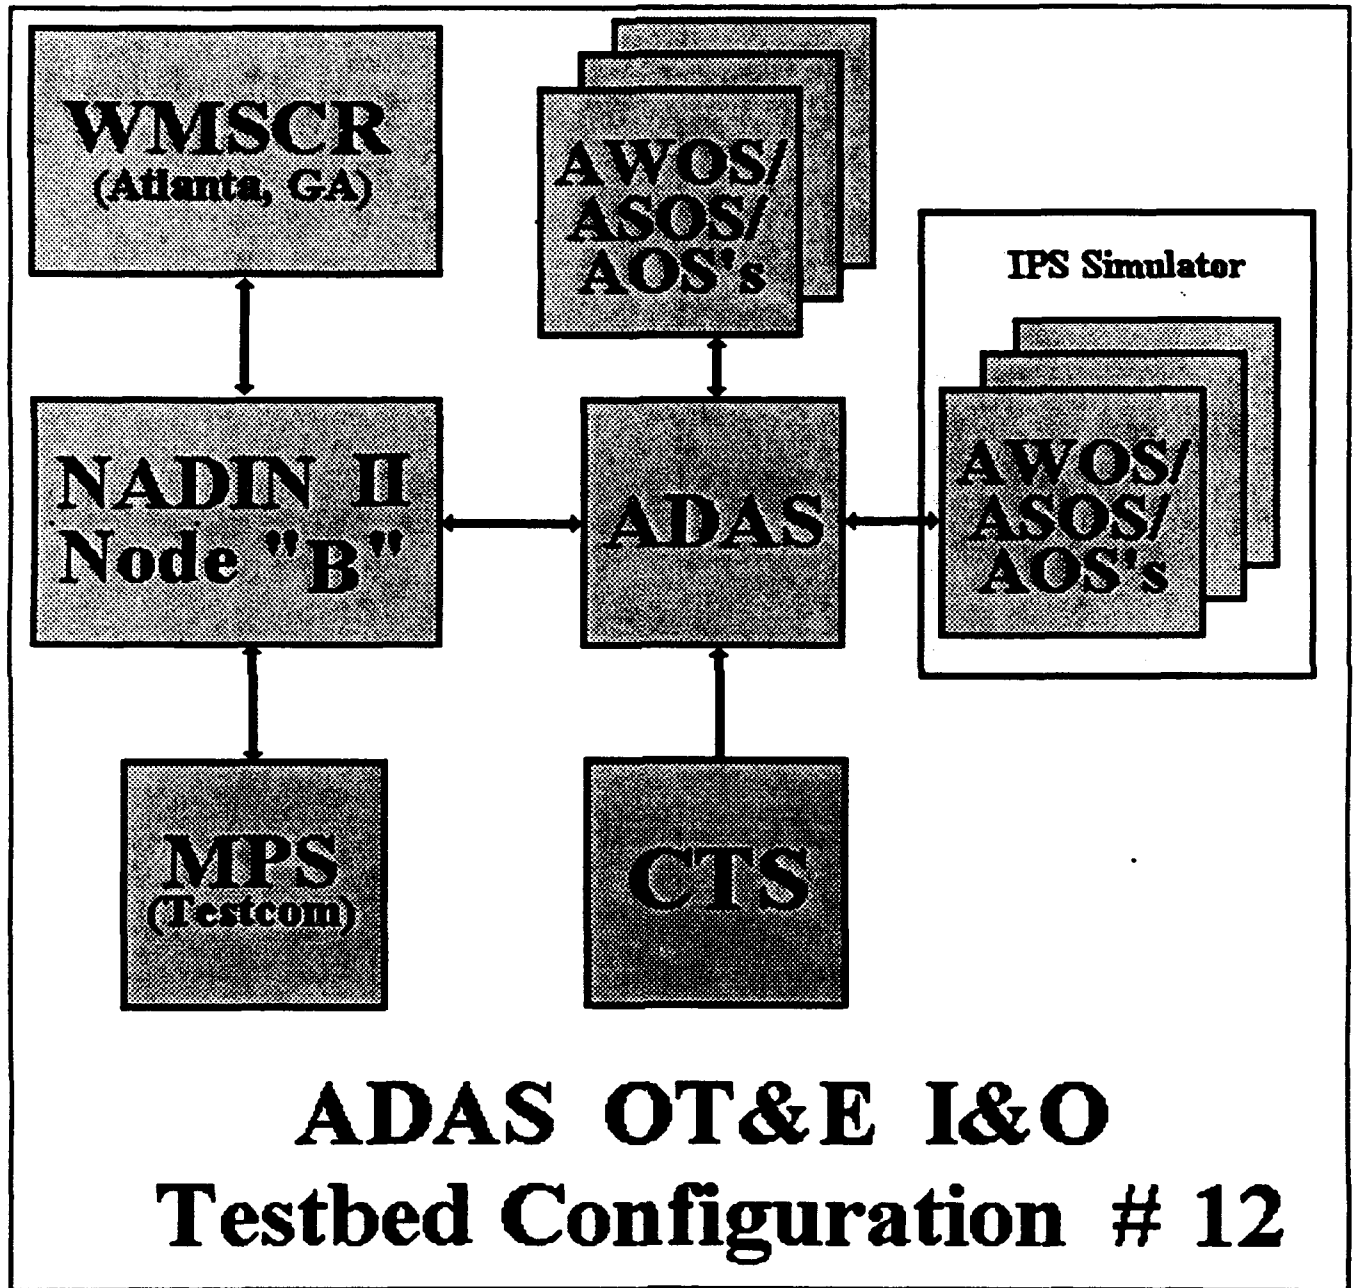 WMSCR
(Atlanta, GA)
AWOS/
ASOS/
AOS's
IPS Simulator
AWOS/
ASOS/
AOS's
NADIN II
Node "B"
ADAS
MPS
(Testcom)
CTS
ADAS OT&E I&O
Testbed Configuration # 12